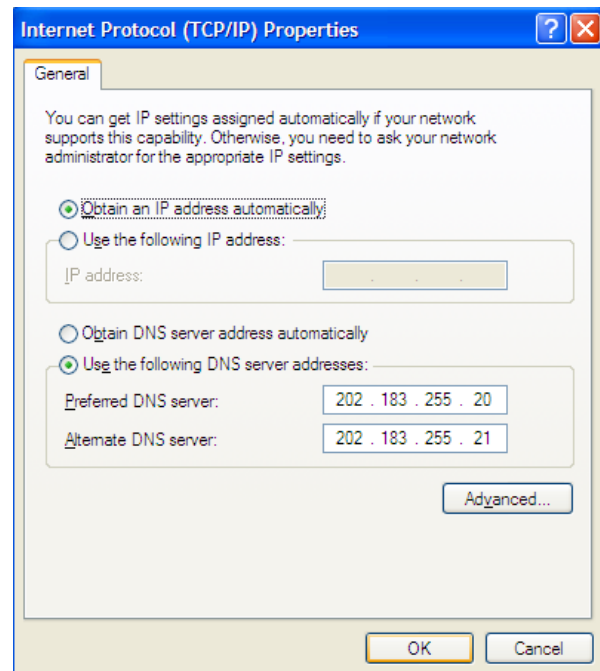 Internet Protocol (TCP/IP) Properties
General
You can get IP settings assigned automatically if your network
supports this capability. Otherwise, you need to ask your network
administrator for the appropriate IP settings.
Obtain an IP address automatically
Use the following IP address:
IP address: . . .
Obtain DNS server address automatically
Use the following DNS server addresses:
Preferred DNS server: 202 . 183 . 255 . 20
Alternate DNS server: 202 . 183 . 255 . 21
Advanced...
OK Cancel